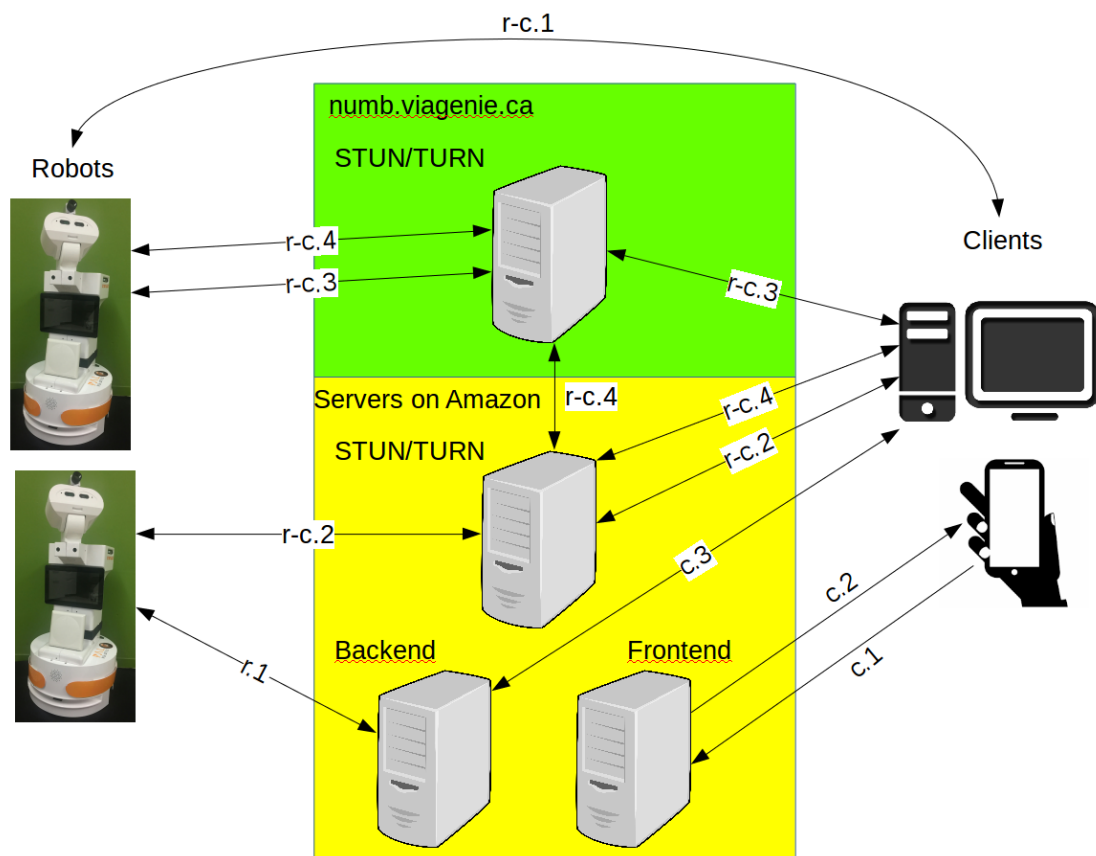 r-c.1
numb.viagenie.ca
Robots
STUN/TURN
Clients
r-c.4
r-c.3
r-c.3
Servers on Amazon
r-c.4
r-c.4
STUN/TURN
r-c.2
r-c.2
c.3
c.2
Backend
Frontend
c.1
r.1